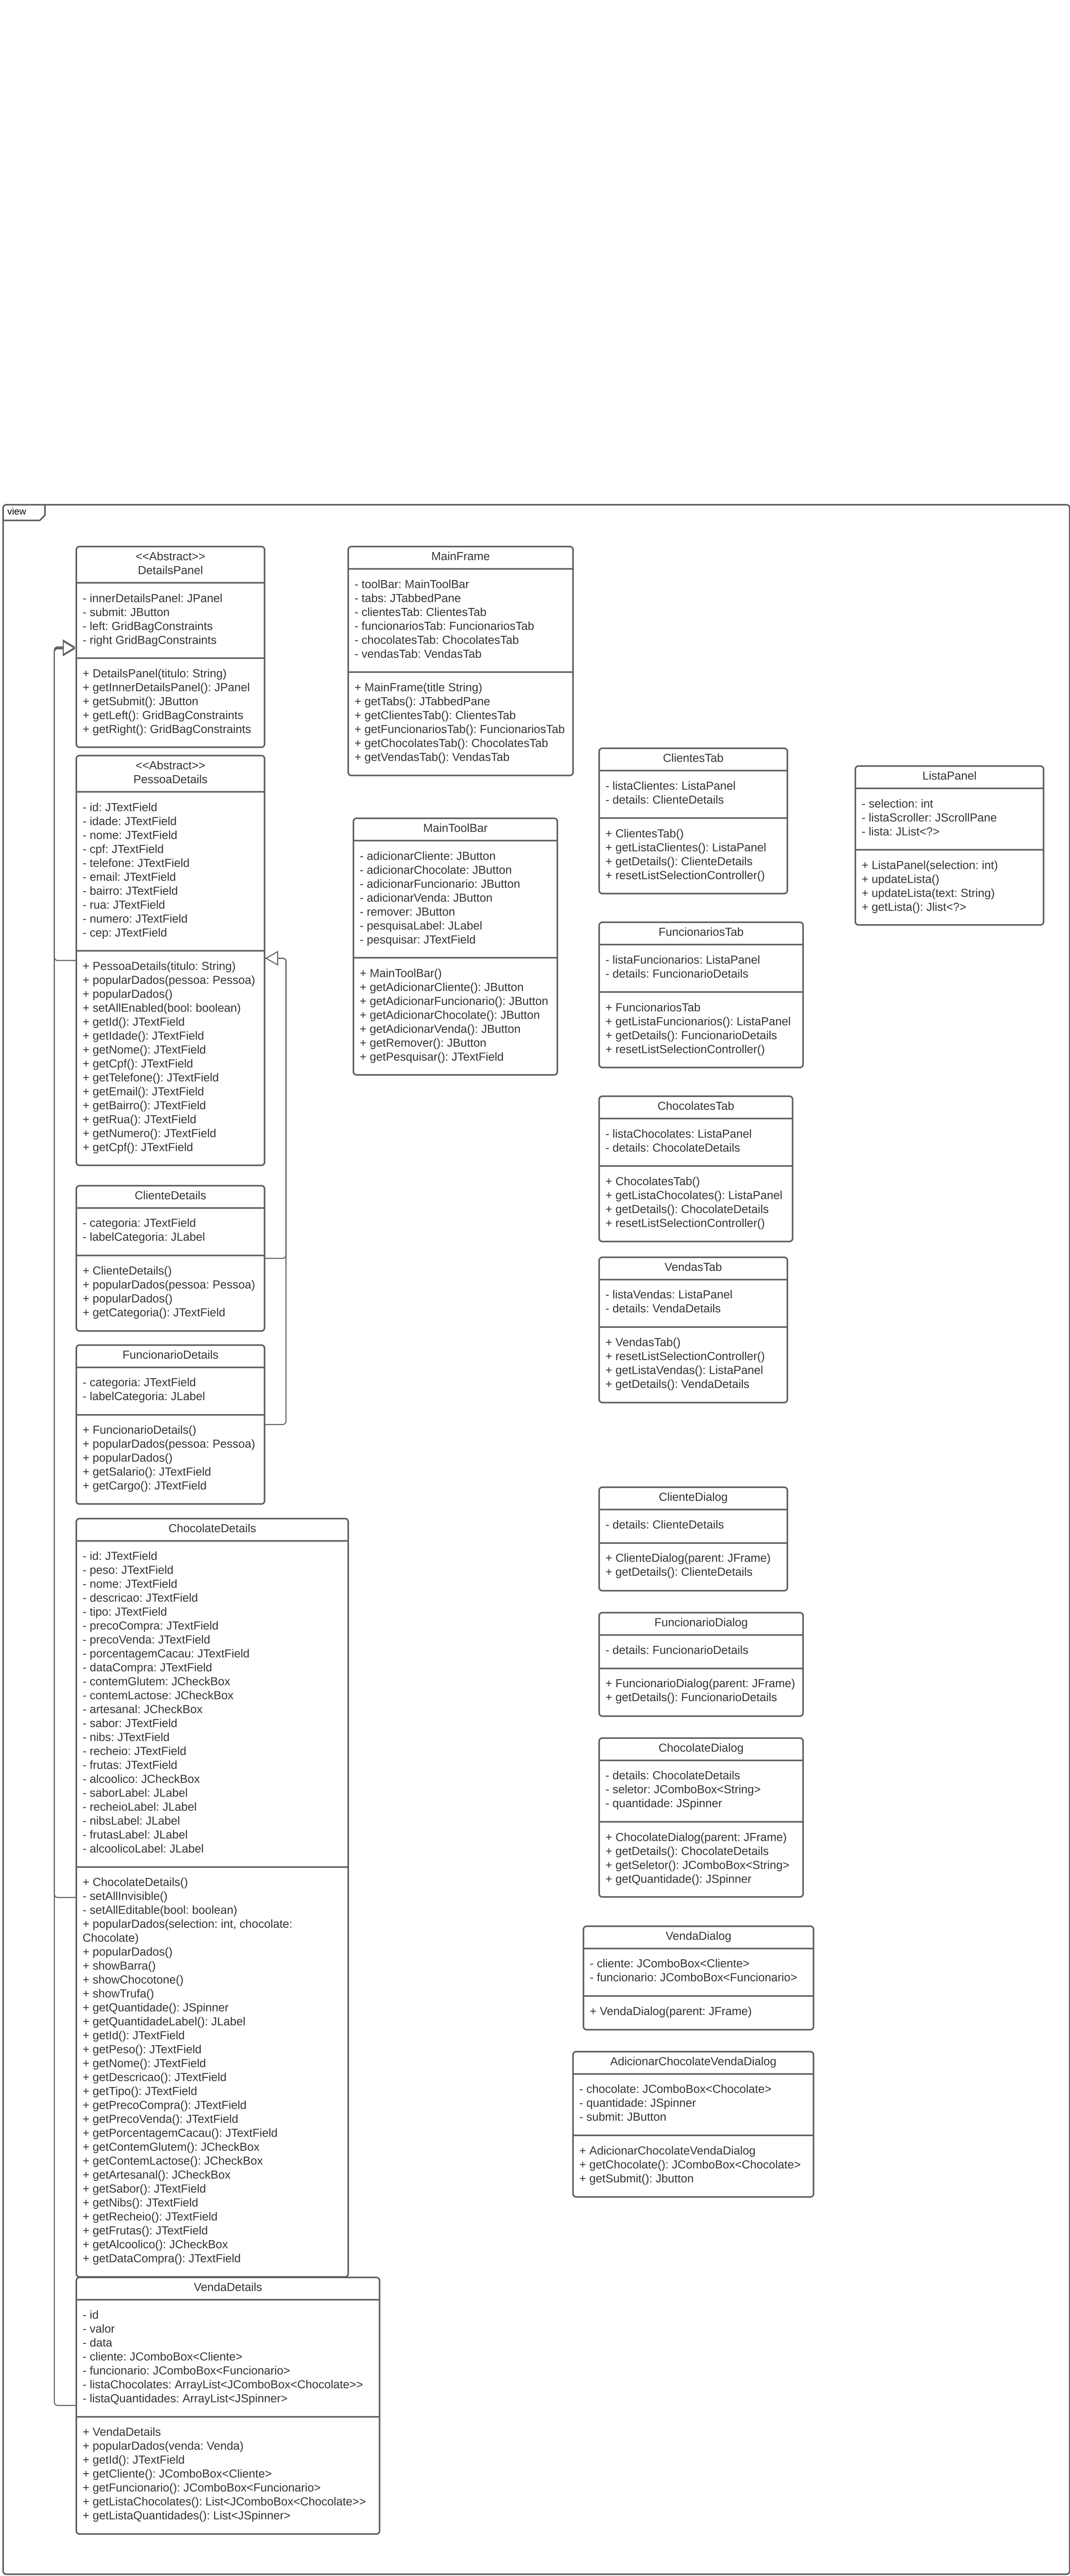 view
<<Abstract>>
DetailsPanel
- innerDetailsPanel: JPanel
- submit: JButton
- left: GridBagConstraints
- right GridBagConstraints
+ DetailsPanel(titulo: String)
+ getInnerDetailsPanel(): JPanel
+ getSubmit(): JButton
+ getLeft(): GridBagConstraints
+ getRight(): GridBagConstraints
<<Abstract>>
PessoaDetails
- id: JTextField
- idade: JTextField
- nome: JTextField
- cpf: JTextField
- telefone: JTextField
- email: JTextField
- bairro: JTextField
- rua: JTextField
- numero: JTextField
- cep: JTextField
+ PessoaDetails(titulo: String)
+ popularDados(pessoa: Pessoa)
+ popularDados()
+ setAllEnabled(bool: boolean)
+ getId(): JTextField
+ getIdade(): JTextField
+ getNome(): JTextField
+ getCpf(): JTextField
+ getTelefone(): JTextField
+ getEmail(): JTextField
+ getBairro(): JTextField
+ getRua(): JTextField
+ getNumero(): JTextField
+ getCpf(): JTextField
ClienteDetails
- categoria: JTextField
- labelCategoria: JLabel
+ ClienteDetails()
+ popularDados(pessoa: Pessoa)
+ popularDados()
+ getCategoria(): JTextField
FuncionarioDetails
- categoria: JTextField
- labelCategoria: JLabel
+ FuncionarioDetails()
+ popularDados(pessoa: Pessoa)
+ popularDados()
+ getSalario(): JTextField
+ getCargo(): JTextField
ChocolateDetails
- id: JTextField
- peso: JTextField
- nome: JTextField
- descricao: JTextField
- tipo: JTextField
- precoCompra: JTextField
- precoVenda: JTextField
- porcentagemCacau: JTextField
- dataCompra: JTextField
- contemGlutem: JCheckBox
- contemLactose: JCheckBox
- artesanal: JCheckBox
- sabor: JTextField
- nibs: JTextField
- recheio: JTextField
- frutas: JTextField
- alcoolico: JCheckBox
- saborLabel: JLabel
- recheioLabel: JLabel
- nibsLabel: JLabel
- frutasLabel: JLabel
- alcoolicoLabel: JLabel
+ ChocolateDetails()
- setAllInvisible()
- setAllEditable(bool: boolean)
+ popularDados(selection: int, chocolate:
Chocolate)
+ popularDados()
+ showBarra()
+ showChocotone()
+ showTrufa()
+ getQuantidade(): JSpinner
+ getQuantidadeLabel(): JLabel
+ getId(): JTextField
+ getPeso(): JTextField
+ getNome(): JTextField
+ getDescricao(): JTextField
+ getTipo(): JTextField
+ getPrecoCompra(): JTextField
+ getPrecoVenda(): JTextField
+ getPorcentagemCacau(): JTextField
+ getContemGlutem(): JCheckBox
+ getContemLactose(): JCheckBox
+ getArtesanal(): JCheckBox
+ getSabor(): JTextField
+ getNibs(): JTextField
+ getRecheio(): JTextField
+ getFrutas(): JTextField
+ getAlcoolico(): JCheckBox
+ getDataCompra(): JTextField
VendaDetails
- id
- valor
- data
- cliente: JComboBox<Cliente>
- funcionario: JComboBox<Funcionario>
- listaChocolates: ArrayList<JComboBox<Chocolate>>
- listaQuantidades: ArrayList<JSpinner>
+ VendaDetails
+ popularDados(venda: Venda)
+ getId(): JTextField
+ getCliente(): JComboBox<Cliente>
+ getFuncionario(): JComboBox<Funcionario>
+ getListaChocolates(): List<JComboBox<Chocolate>>
+ getListaQuantidades(): List<JSpinner>
MainFrame
- toolBar: MainToolBar
- tabs: JTabbedPane
- clientesTab: ClientesTab
- funcionariosTab: FuncionariosTab
- chocolatesTab: ChocolatesTab
- vendasTab: VendasTab
+ MainFrame(title String)
+ getTabs(): JTabbedPane
+ getClientesTab(): ClientesTab
+ getFuncionariosTab(): FuncionariosTab
+ getChocolatesTab(): ChocolatesTab
+ getVendasTab(): VendasTab
MainToolBar
- adicionarCliente: JButton
- adicionarChocolate: JButton
- adicionarFuncionario: JButton
- adicionarVenda: JButton
- remover: JButton
- pesquisaLabel: JLabel
- pesquisar: JTextField
+ MainToolBar()
+ getAdicionarCliente(): JButton
+ getAdicionarFuncionario(): JButton
+ getAdicionarChocolate(): JButton
+ getAdicionarVenda(): JButton
+ getRemover(): JButton
+ getPesquisar(): JTextField
ClientesTab
- listaClientes: ListaPanel
- details: ClienteDetails
+ ClientesTab()
+ getListaClientes(): ListaPanel
+ getDetails(): ClienteDetails
+ resetListSelectionController()
FuncionariosTab
- listaFuncionarios: ListaPanel
- details: FuncionarioDetails
+ FuncionariosTab
+ getListaFuncionarios(): ListaPanel
+ getDetails(): FuncionarioDetails
+ resetListSelectionController()
ChocolatesTab
- listaChocolates: ListaPanel
- details: ChocolateDetails
+ ChocolatesTab()
+ getListaChocolates(): ListaPanel
+ getDetails(): ChocolateDetails
+ resetListSelectionController()
VendasTab
- listaVendas: ListaPanel
- details: VendaDetails
+ VendasTab()
+ resetListSelectionController()
+ getListaVendas(): ListaPanel
+ getDetails(): VendaDetails
ClienteDialog
- details: ClienteDetails
+ ClienteDialog(parent: JFrame)
+ getDetails(): ClienteDetails
FuncionarioDialog
- details: FuncionarioDetails
+ FuncionarioDialog(parent: JFrame)
+ getDetails(): FuncionarioDetails
ChocolateDialog
- details: ChocolateDetails
- seletor: JComboBox<String>
- quantidade: JSpinner
+ ChocolateDialog(parent: JFrame)
+ getDetails(): ChocolateDetails
+ getSeletor(): JComboBox<String>
+ getQuantidade(): JSpinner
VendaDialog
- cliente: JComboBox<Cliente>
- funcionario: JComboBox<Funcionario>
+ VendaDialog(parent: JFrame)
AdicionarChocolateVendaDialog
- chocolate: JComboBox<Chocolate>
- quantidade: JSpinner
- submit: JButton
+ AdicionarChocolateVendaDialog
+ getChocolate(): JComboBox<Chocolate>
+ getSubmit(): Jbutton
ListaPanel
- selection: int
- listaScroller: JScrollPane
- lista: JList<?>
+ ListaPanel(selection: int)
+ updateLista()
+ updateLista(text: String)
+ getLista(): Jlist<?>